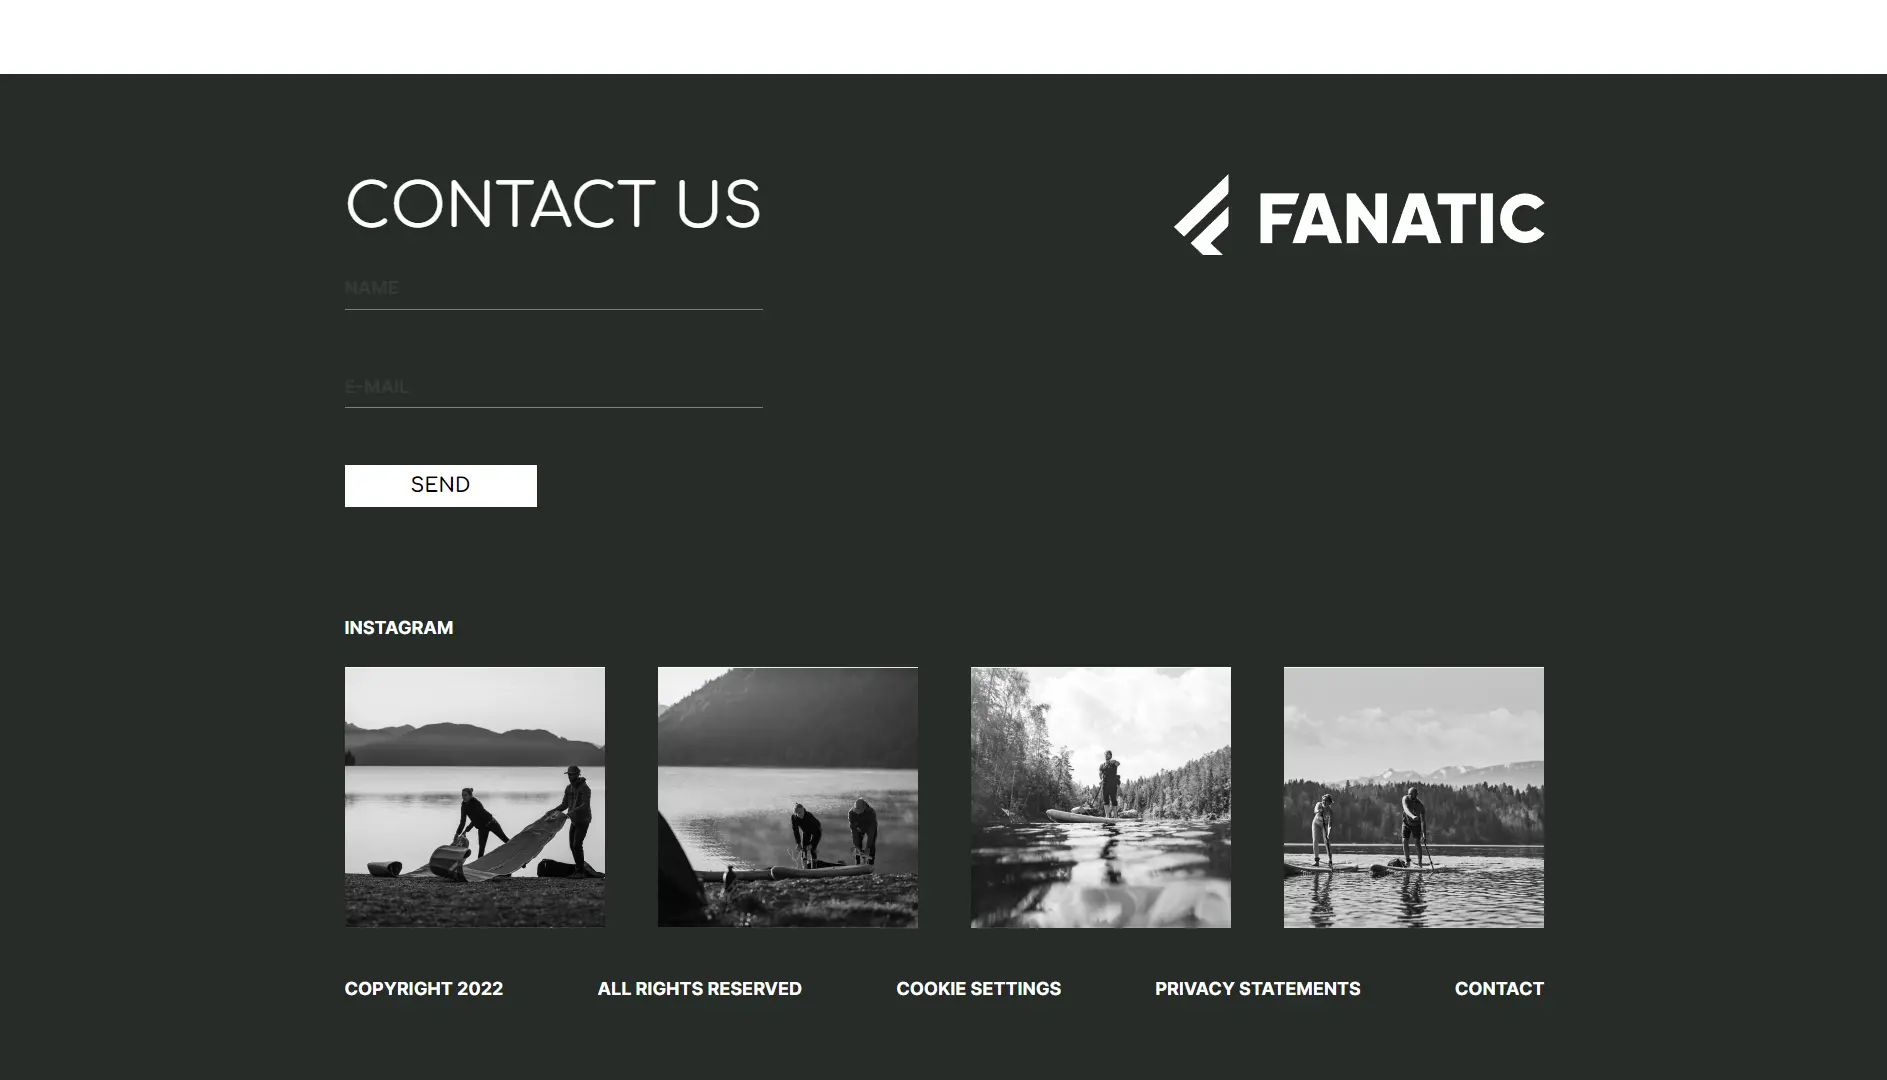 CONTACT US
FANATIC
NAME
E-MAIL
SEND
INSTAGRAM
COPYRIGHT 2022
ALL RIGHTS RESERVED
COOKIE SETTINGS
PRIVACY STATEMENTS
CONTACT